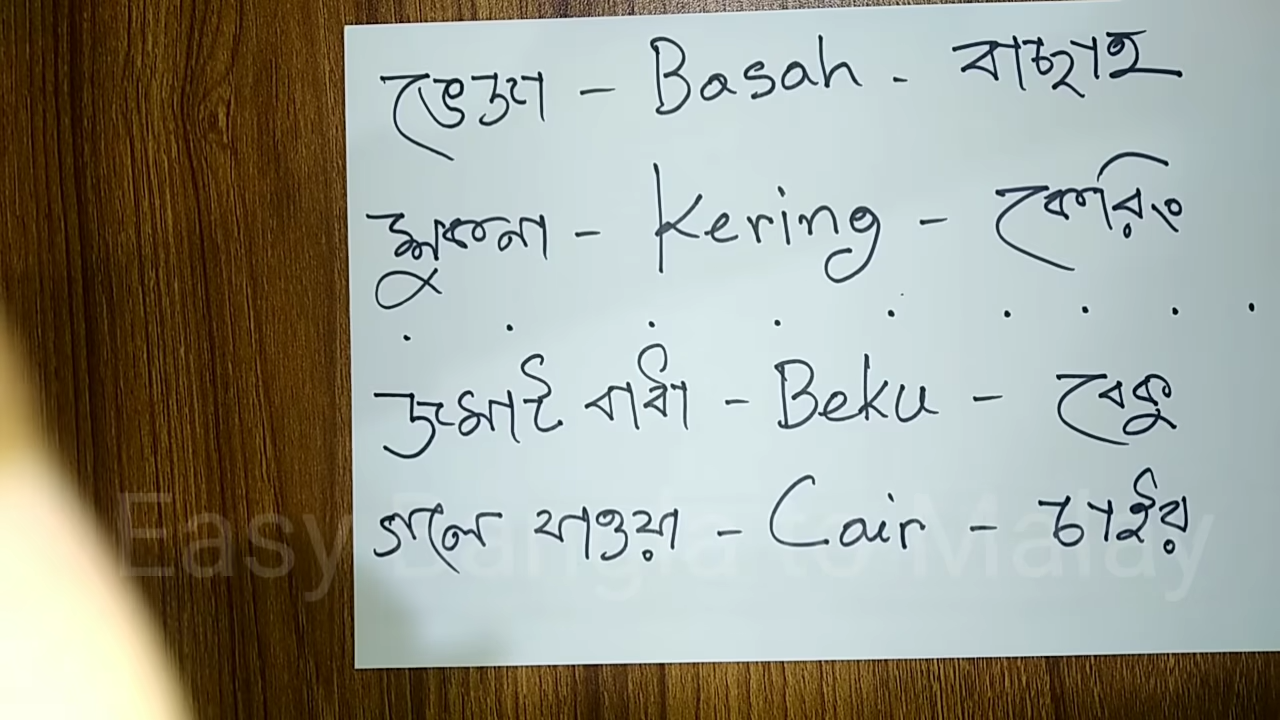 ভেজা - Basah - বাছাহ
শুকনা - Kering - কেরিং
জমাই বাধা - Beku - বেকু
গলে যাওয়া - Cair - চাইর
Easy Bangla to Malay